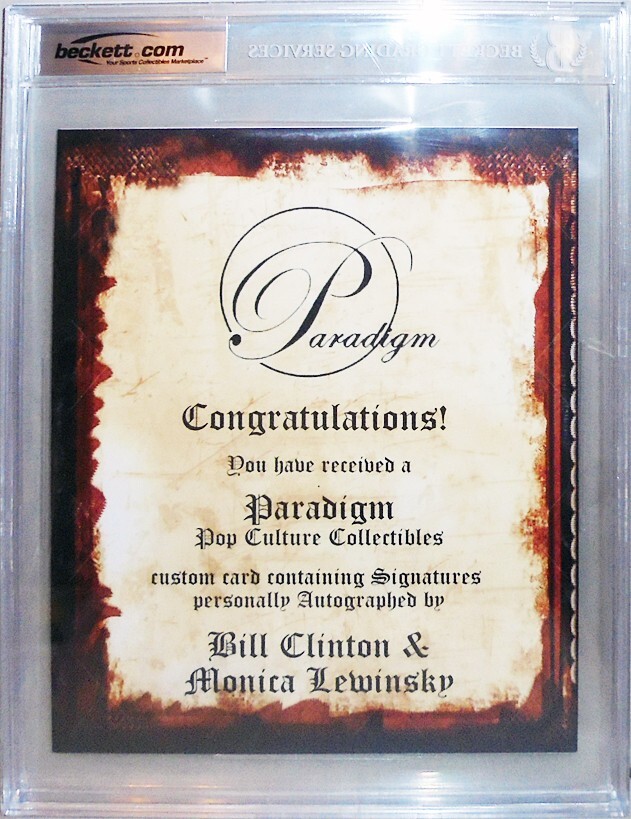 beckett.com
Your Sports Collectibles Marketplace™
BECKETT GRADING SERVICES
Paradigm
Congratulations!
You have received a
Paradigm
Pop Culture Collectibles
custom card containing Signatures
personally Autographed by
Bill Clinton &
Monica Lewinsky